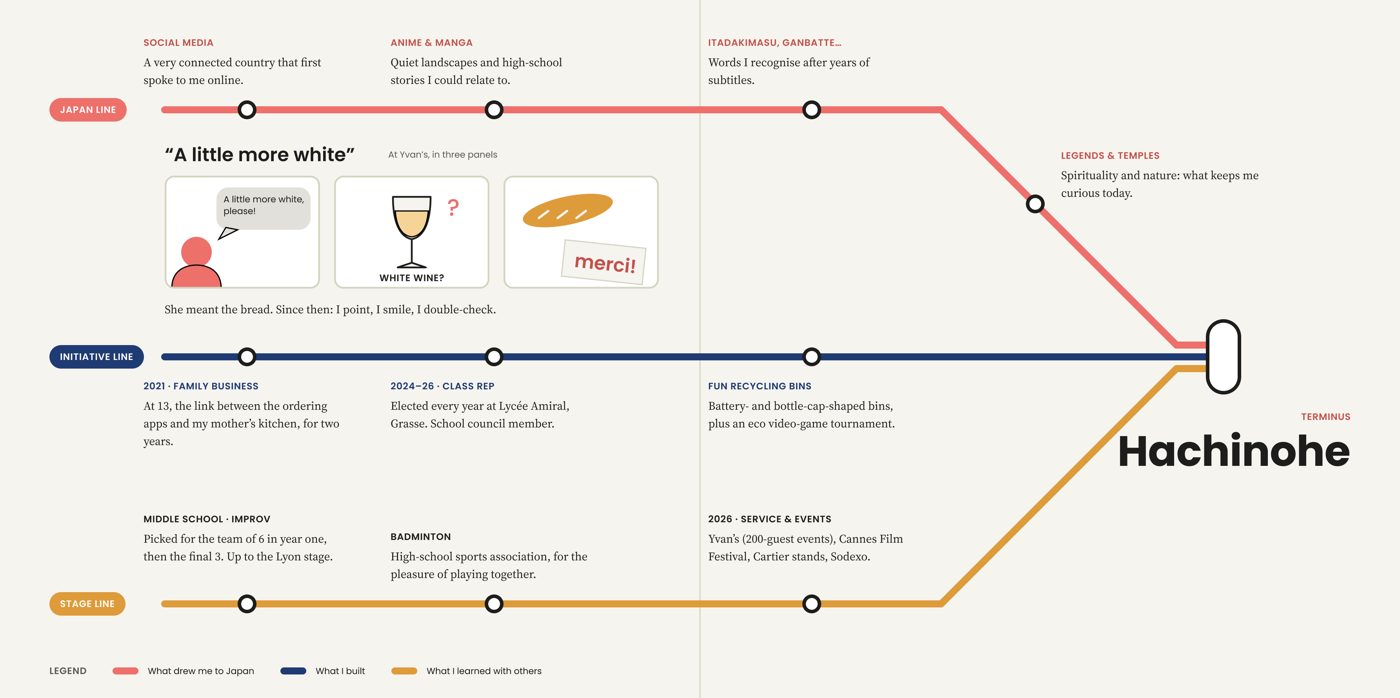 SOCIAL MEDIA
A very connected country that first
spoke to me online.
ANIME & MANGA
Quiet landscapes and high-school
stories I could relate to.
ITADAKIMASU, GANBATTE…
Words I recognise after years of
subtitles.
JAPAN LINE
LEGENDS & TEMPLES
Spirituality and nature: what keeps me
curious today.
“A little more white”
At Yvan’s, in three panels
A little more white,
please!
?
WHITE WINE?
merci!
She meant the bread. Since then: I point, I smile, I double-check.
INITIATIVE LINE
2021 · FAMILY BUSINESS
At 13, the link between the ordering
apps and my mother’s kitchen, for two
years.
2024–26 · CLASS REP
Elected every year at Lycée Amiral,
Grasse. School council member.
FUN RECYCLING BINS
Battery- and bottle-cap-shaped bins,
plus an eco video-game tournament.
TERMINUS
Hachinohe
MIDDLE SCHOOL · IMPROV
Picked for the team of 6 in year one,
then the final 3. Up to the Lyon stage.
BADMINTON
High-school sports association, for the
pleasure of playing together.
2026 · SERVICE & EVENTS
Yvan’s (200-guest events), Cannes Film
Festival, Cartier stands, Sodexo.
STAGE LINE
LEGEND
What drew me to Japan
What I built
What I learned with others